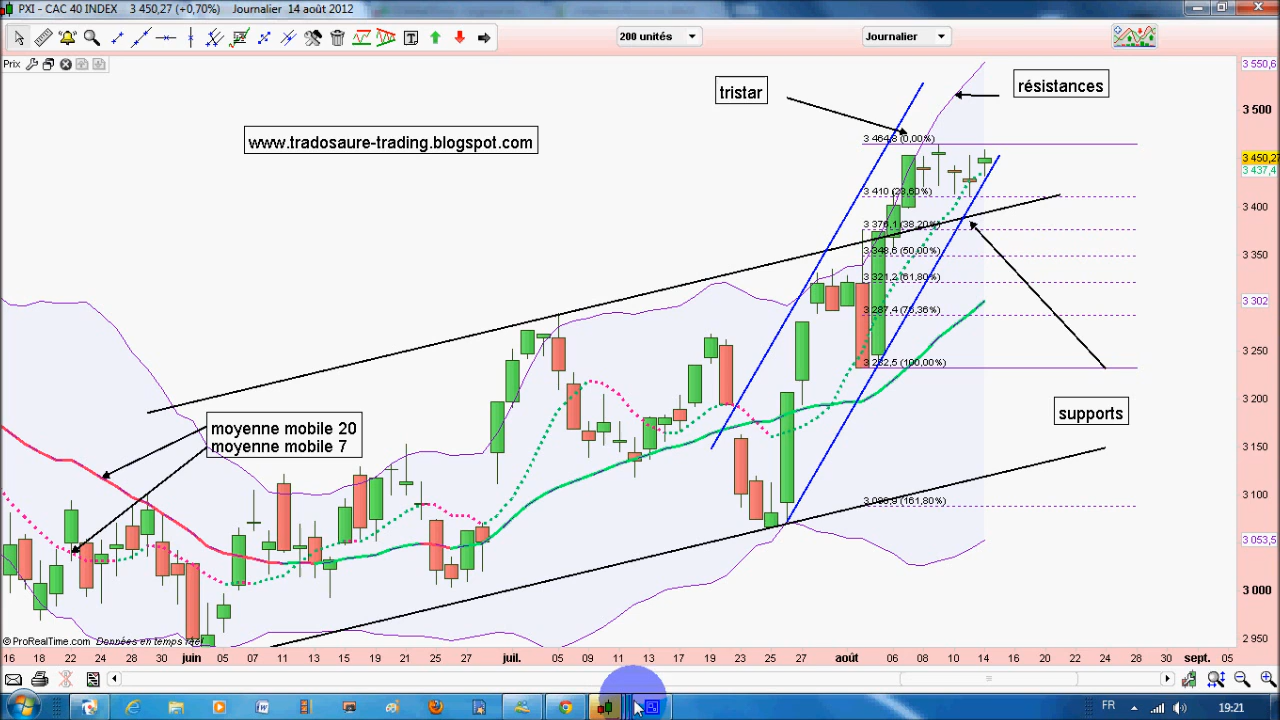 PXI - CAC 40 INDEX 3 450,27 (+0,70%) Journalier 14 août 2012
200 unités
Journalier
Prix
3 550,6
tristar
résistances
3 500
www.tradosaure-trading.blogspot.com
3 464,8 (0,00%)
3 450,27
3 437,4
3 410 (23,60%)
3 400
3 376,1 (38,20%)
3 348,6 (50,00%)
3 350
3 321,2 (61,80%)
3 302
3 287,4 (76,36%)
3 250
(100,00%)
3 200
supports
moyenne mobile 20
moyenne mobile 7
3 150
(161,80%)
3 100
3 053,5
3 000
© ProRealTime.com Données en temps réel
2 950
16 18 22 24 28 30 juin 05 07 11 13 15 19 21 25 27 juil. 05 09 11 13 17 19 23 25 27 août 06 08 10 14 16 20 22 24 28 30 sept. 05
FR 19:21